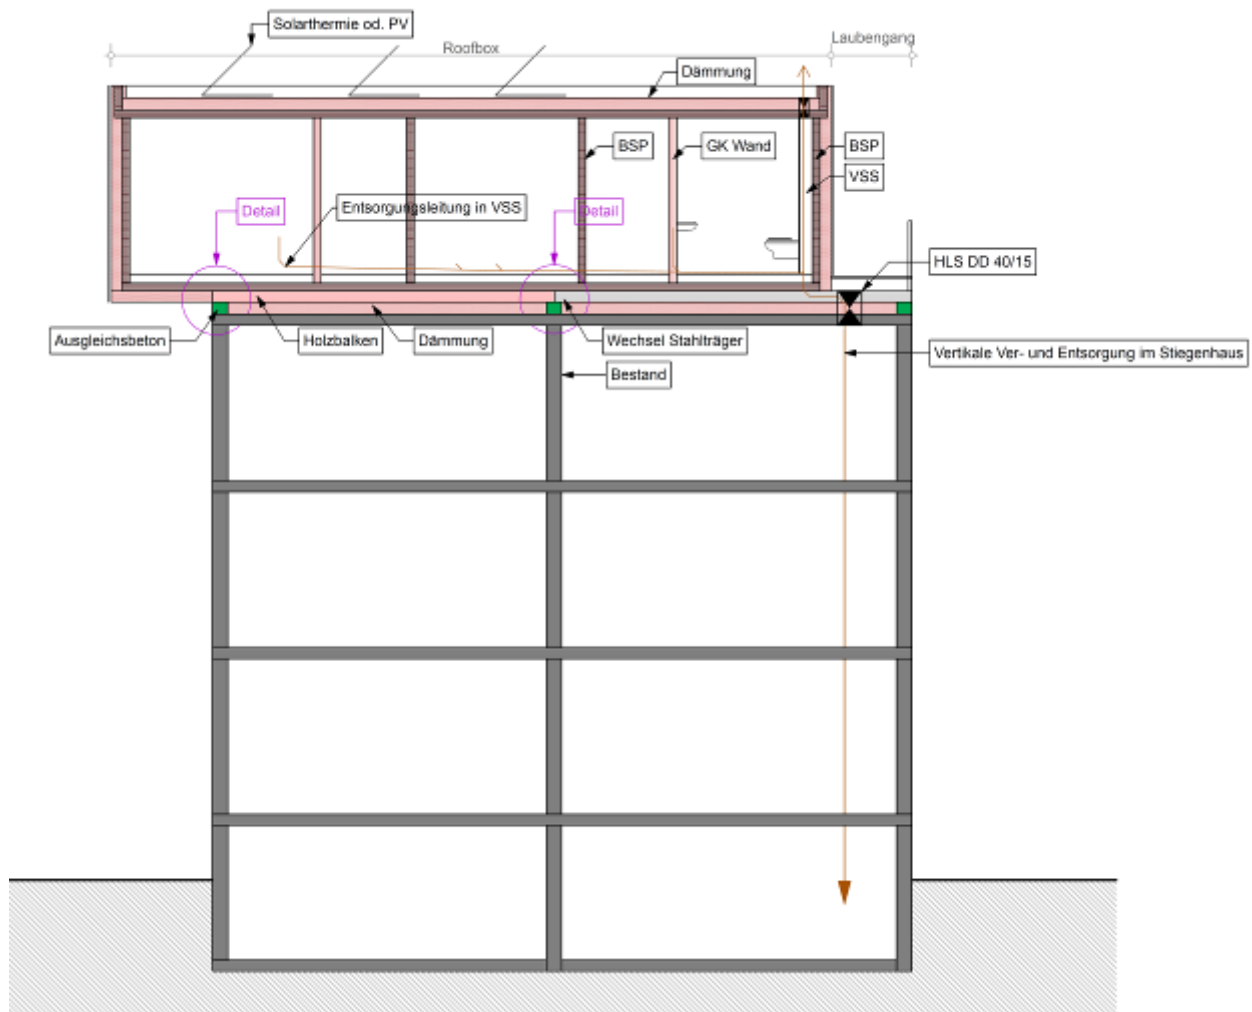 Solarthermie od. PV
Roofbox
Laubengang
Dämmung
BSP
GK Wand
BSP
VSS
Detail
Entsorgungsleitung in VSS
Detail
HLS DD 40/15
Ausgleichsbeton
Holzbalken
Dämmung
Wechsel Stahlträger
Vertikale Ver- und Entsorgung im Stiegenhaus
Bestand